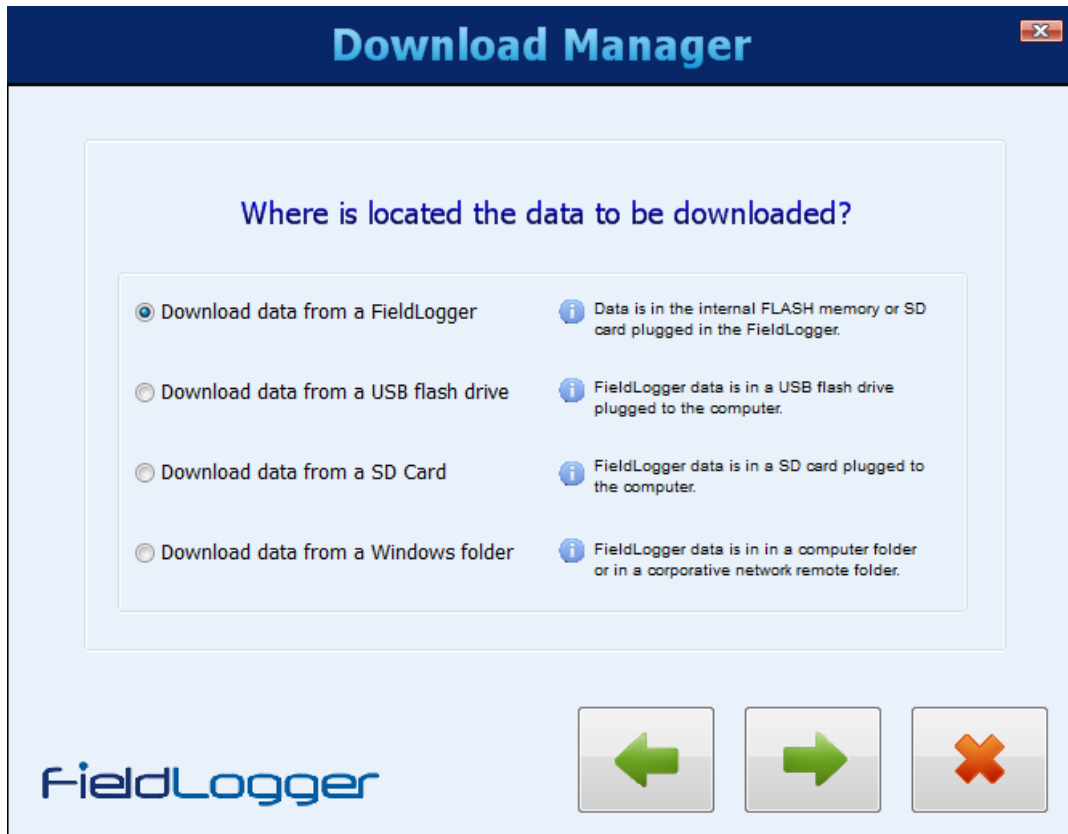 Download Manager
Where is located the data to be downloaded?
Download data from a FieldLogger
Data is in the internal FLASH memory or SD
card plugged in the FieldLogger.
Download data from a USB flash drive
FieldLogger data is in a USB flash drive
plugged to the computer.
Download data from a SD Card
FieldLogger data is in a SD card plugged to
the computer.
Download data from a Windows folder
FieldLogger data is in in a computer folder
or in a corporative network remote folder.
FieldLogger